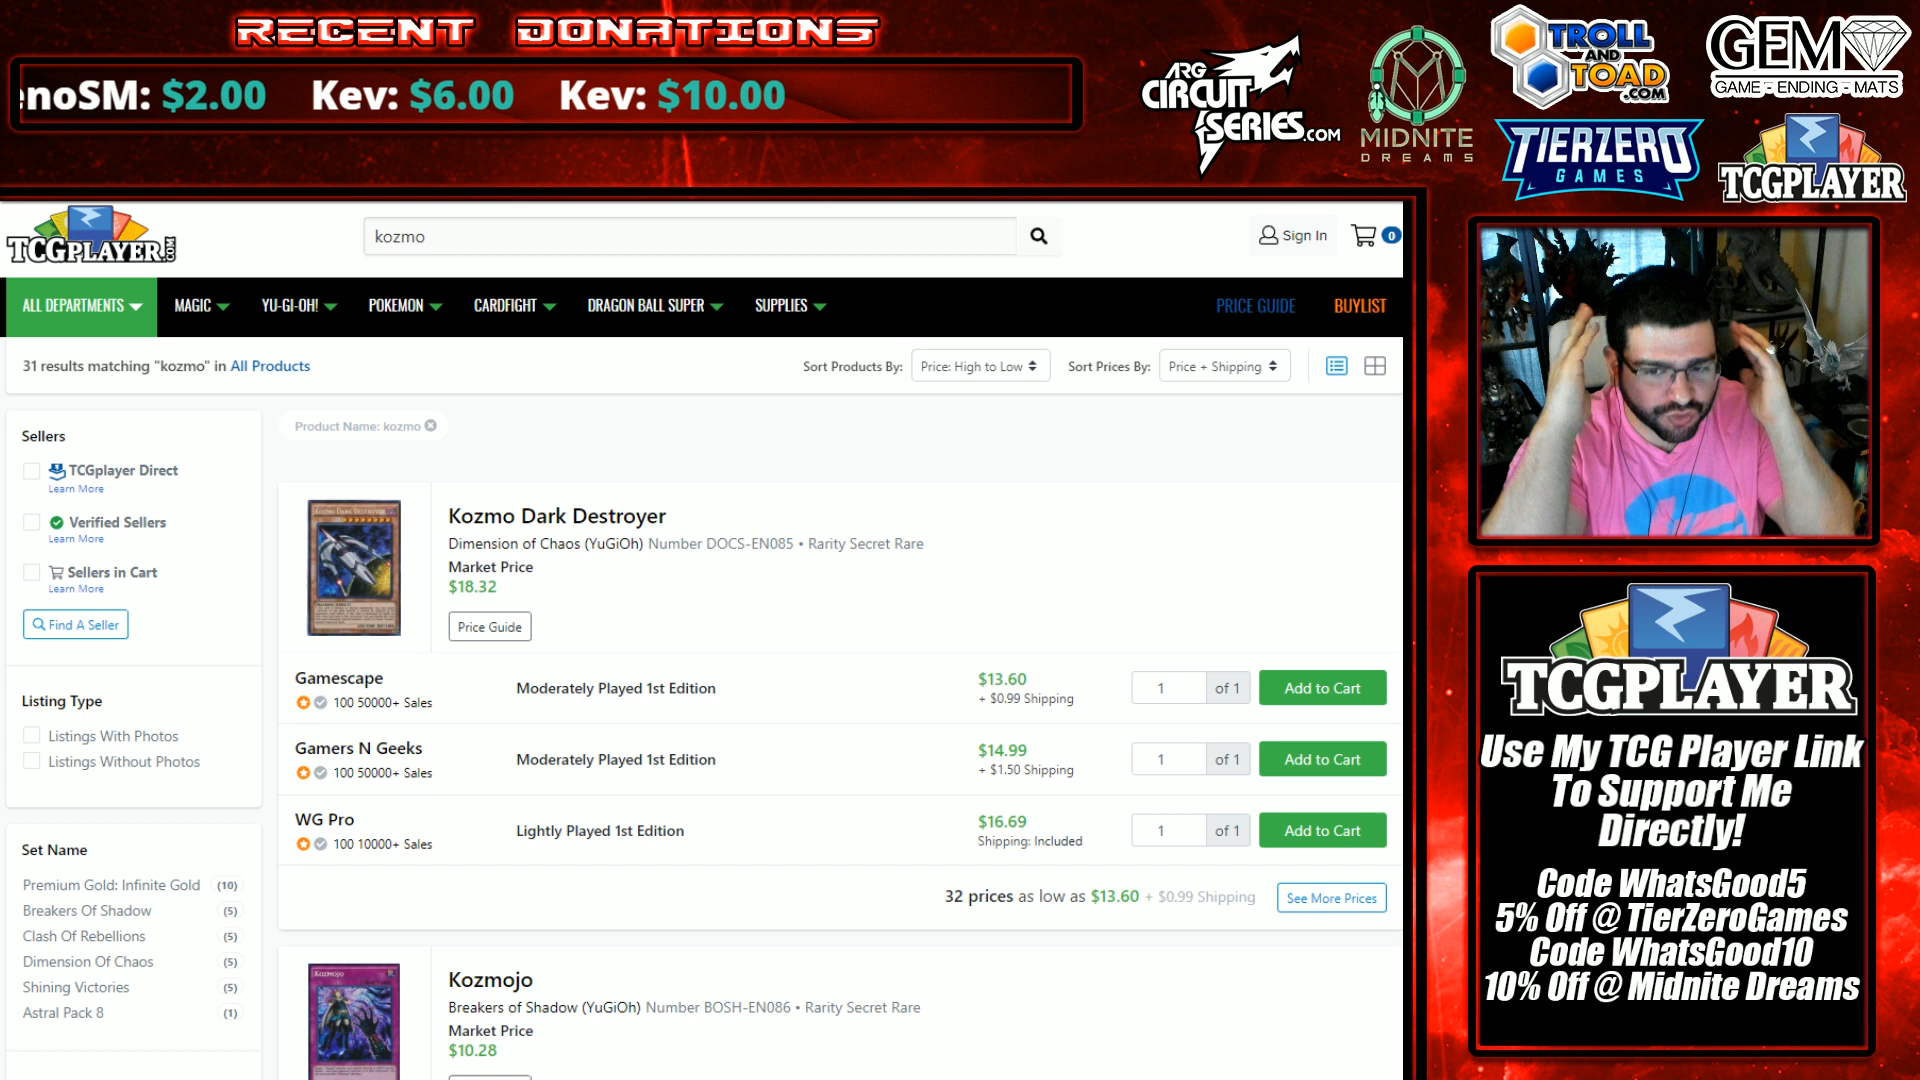 RECENT DONATIONS
noSM: $2.00 Kev: $6.00 Kev: $10.00
ARG
CIRCUIT
SERIES.COM
MIDNITE
DREAMS
TROLL
AND
TOAD
.COM
GEM
GAME - ENDING - MATS
TIERZERO
GAMES
TCGPLAYER
TCGPLAYER.COM
kozmo
Sign In
0
ALL DEPARTMENTS
MAGIC
YU-GI-OH!
POKEMON
CARDFIGHT
DRAGON BALL SUPER
SUPPLIES
PRICE GUIDE
BUYLIST
31 results matching "kozmo" in All Products
Sort Products By: Price: High to Low
Sort Prices By: Price + Shipping
Product Name: kozmo
Sellers
TCGplayer Direct
Learn More
Verified Sellers
Learn More
Sellers in Cart
Learn More
Find A Seller
Listing Type
Listings With Photos
Listings Without Photos
Set Name
Premium Gold: Infinite Gold (10)
Breakers Of Shadow (5)
Clash Of Rebellions (5)
Dimension Of Chaos (5)
Shining Victories (5)
Astral Pack 8 (1)
KOZMO DARK DESTROYER
Kozmo Dark Destroyer
Dimension of Chaos (YuGiOh) Number DOCS-EN085 • Rarity Secret Rare
Market Price
$18.32
Price Guide
Gamescape
100 50000+ Sales
Moderately Played 1st Edition
$13.60
+ $0.99 Shipping
1 of 1
Add to Cart
Gamers N Geeks
100 50000+ Sales
Moderately Played 1st Edition
$14.99
+ $1.50 Shipping
1 of 1
Add to Cart
WG Pro
100 10000+ Sales
Lightly Played 1st Edition
$16.69
Shipping: Included
1 of 1
Add to Cart
32 prices as low as $13.60 + $0.99 Shipping
See More Prices
KOZMOJO
Kozmojo
Breakers of Shadow (YuGiOh) Number BOSH-EN086 • Rarity Secret Rare
Market Price
$10.28
TCGPLAYER
Use My TCG Player Link
To Support Me
Directly!
Code WhatsGood5
5% Off @ TierZeroGames
Code WhatsGood10
10% Off @ Midnite Dreams